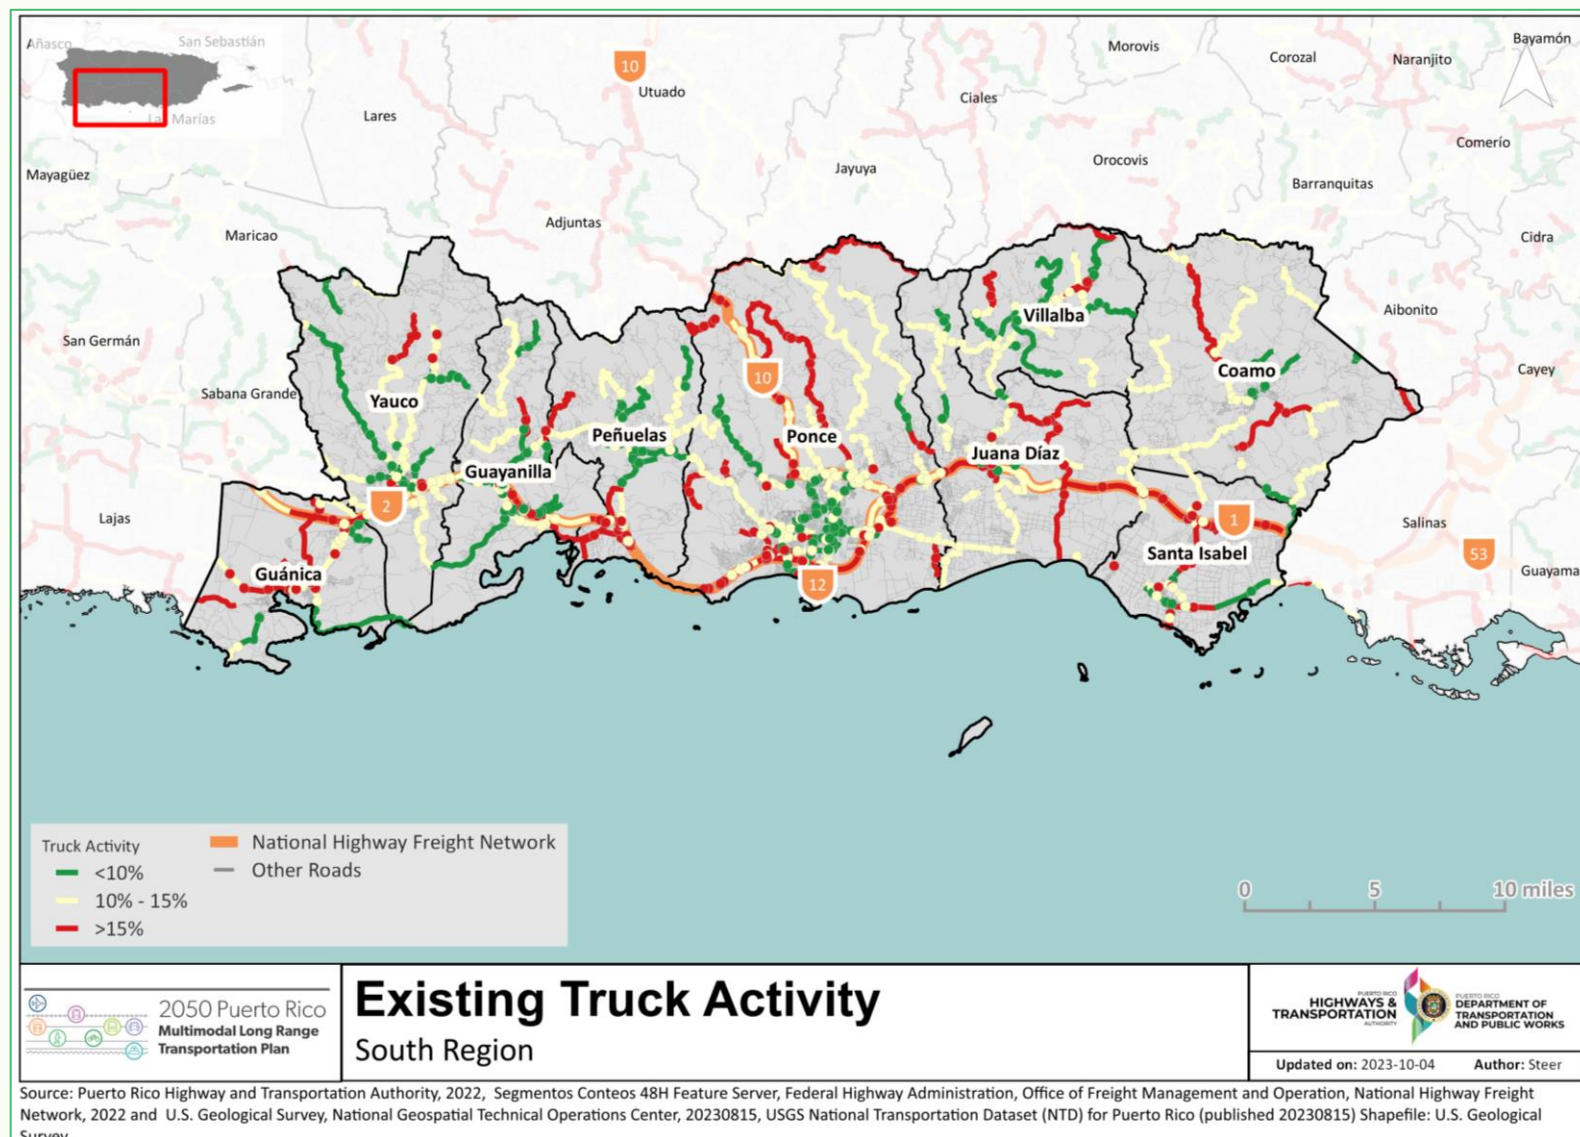 Añasco
San Sebastián
Las Marías
Mayagüez
Lares
10
Utuado
Adjuntas
Maricao
Ciales
Jayuya
Morovis
Orocovis
Corozal
Naranjito
Bayamón
Comerío
Barranquitas
Cidra
Aibonito
Cayey
San Germán
Sabana Grande
Lajas
Yauco
Guayanilla
Peñuelas
10
Ponce
Villalba
Juana Díaz
Coamo
2
Guánica
12
1
Santa Isabel
Salinas
53
Guayama
Truck Activity
<10%
10% - 15%
>15%
National Highway Freight Network
Other Roads
0 5 10 miles
2050 Puerto Rico
Multimodal Long Range
Transportation Plan
Existing Truck Activity
South Region
PUERTO RICO
HIGHWAYS &
TRANSPORTATION
AUTHORITY
PUERTO RICO
DEPARTMENT OF
TRANSPORTATION
AND PUBLIC WORKS
Updated on: 2023-10-04 Author: Steer
Source: Puerto Rico Highway and Transportation Authority, 2022, Segmentos Conteos 48H Feature Server, Federal Highway Administration, Office of Freight Management and Operation, National Highway Freight
Network, 2022 and U.S. Geological Survey, National Geospatial Technical Operations Center, 20230815, USGS National Transportation Dataset (NTD) for Puerto Rico (published 20230815) Shapefile: U.S. Geological
Survey